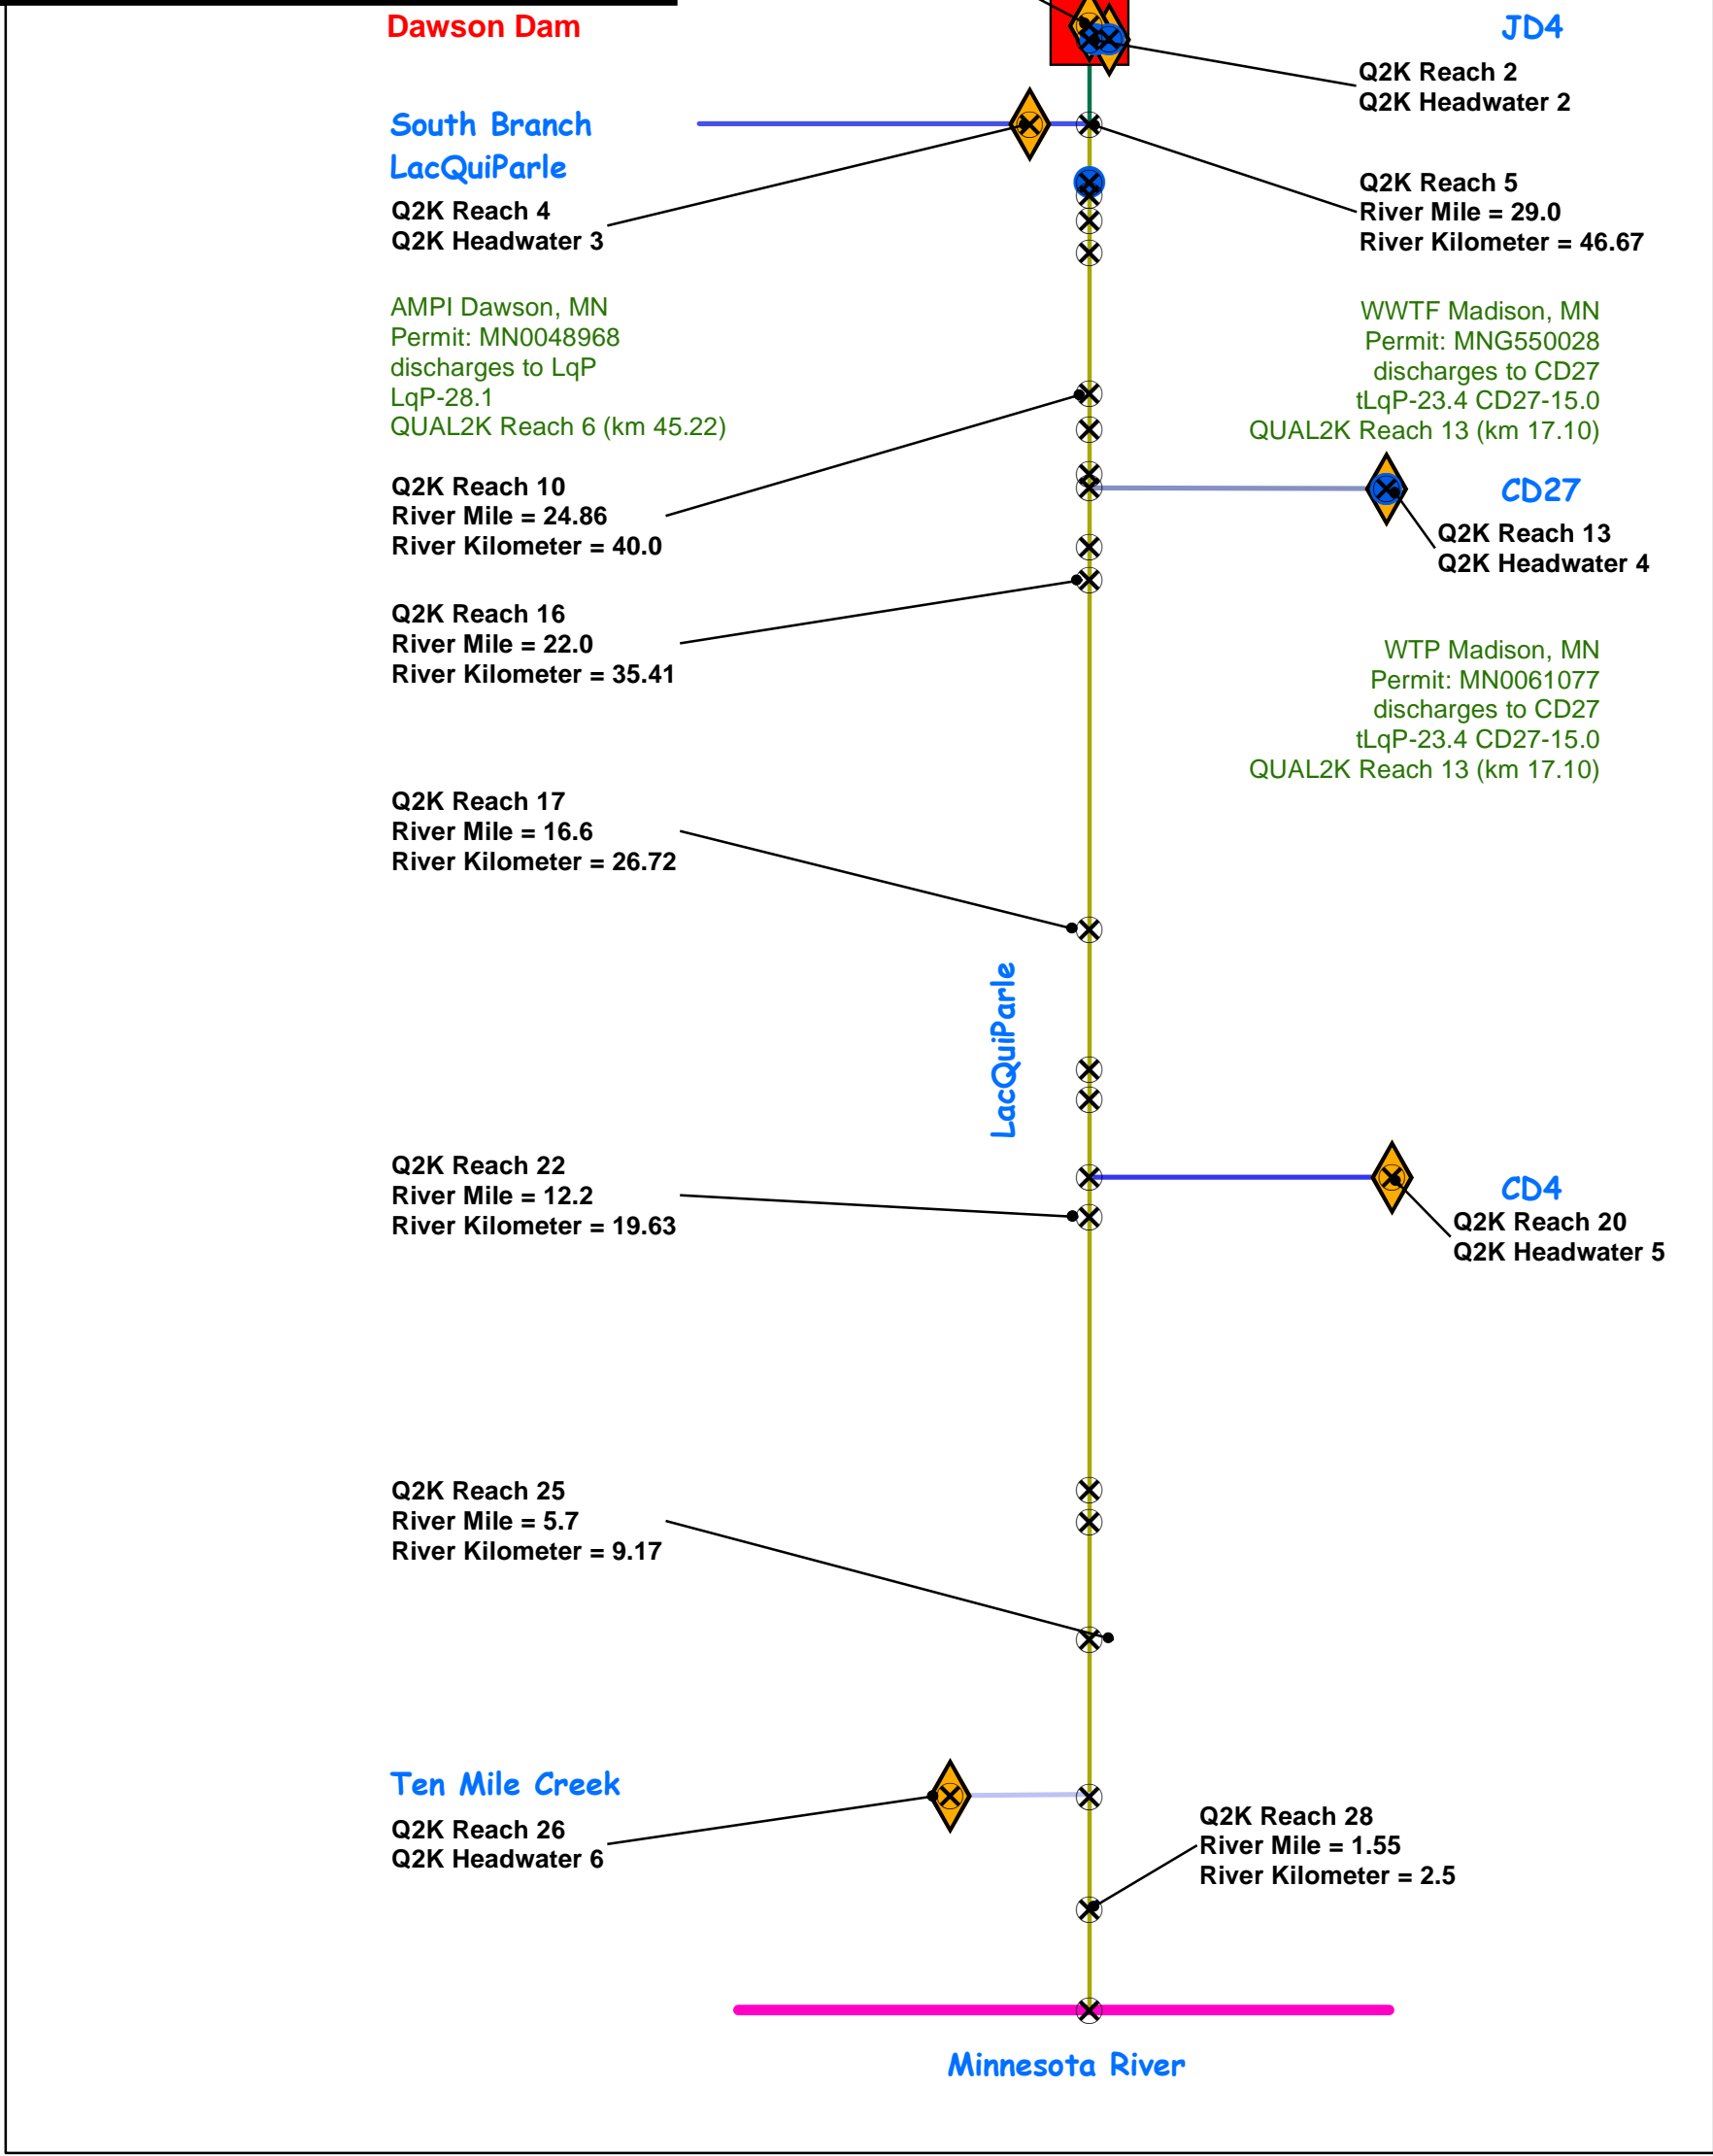 Dawson Dam
JD4
Q2K Reach 2
Q2K Headwater 2
South Branch
LacQuiParle
Q2K Reach 4
Q2K Headwater 3
Q2K Reach 5
River Mile = 29.0
River Kilometer = 46.67
AMPI Dawson, MN
Permit: MN0048968
discharges to LqP
LqP-28.1
QUAL2K Reach 6 (km 45.22)
WWTF Madison, MN
Permit: MNG550028
discharges to CD27
tLqP-23.4 CD27-15.0
QUAL2K Reach 13 (km 17.10)
Q2K Reach 10
River Mile = 24.86
River Kilometer = 40.0
CD27
Q2K Reach 13
Q2K Headwater 4
Q2K Reach 16
River Mile = 22.0
River Kilometer = 35.41
WTP Madison, MN
Permit: MN0061077
discharges to CD27
tLqP-23.4 CD27-15.0
QUAL2K Reach 13 (km 17.10)
Q2K Reach 17
River Mile = 16.6
River Kilometer = 26.72
LacQuiParle
Q2K Reach 22
River Mile = 12.2
River Kilometer = 19.63
CD4
Q2K Reach 20
Q2K Headwater 5
Q2K Reach 25
River Mile = 5.7
River Kilometer = 9.17
Ten Mile Creek
Q2K Reach 26
Q2K Headwater 6
Q2K Reach 28
River Mile = 1.55
River Kilometer = 2.5
Minnesota River